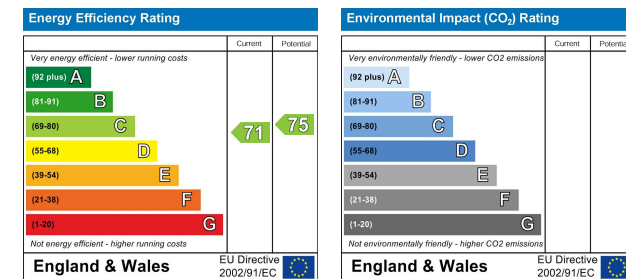 Energy Efficiency Rating
Current Potential
Very energy efficient - lower running costs
(92 plus) A
(81-91) B
(69-80) C
(55-68) D
(39-54) E
(21-38) F
(1-20) G
71
75
Not energy efficient - higher running costs
England & Wales
EU Directive
2002/91/EC
Environmental Impact (CO₂) Rating
Current Potential
Very environmentally friendly - lower CO2 emissions
(92 plus) A
(81-91) B
(69-80) C
(55-68) D
(39-54) E
(21-38) F
(1-20) G
Not environmentally friendly - higher CO2 emissions
England & Wales
EU Directive
2002/91/EC